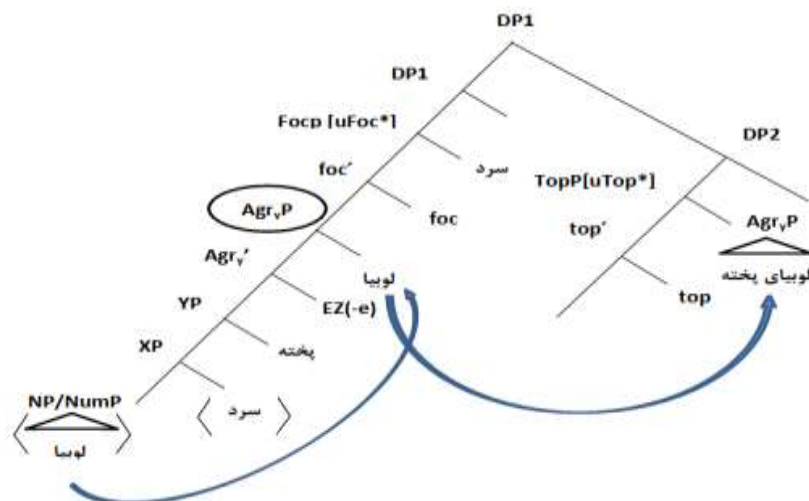 DP1
DP1
Focp [uFoc*]
DP2
سرد
foc′
TopP[uTop*]
AgrᵧP
foc
AgrᵧP
top′
Agrᵧ′
لوبیا
لوبیای پخته
YP
EZ(-e)
top
XP
پخته
NP/NumP
〈 سرد 〉
〈 لوبیا 〉